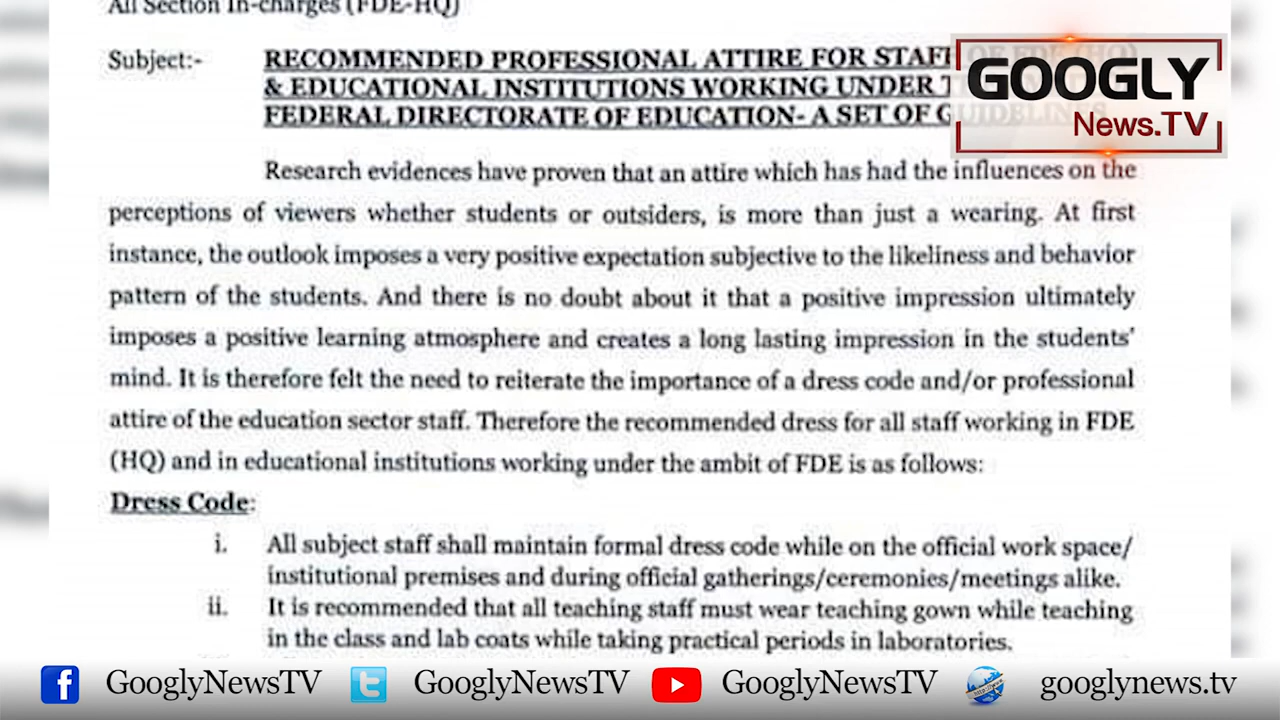 All Section In-charges (FDE-HQ)
Subject:- RECOMMENDED PROFESSIONAL ATTIRE FOR STAFF OF FDE (HQ)
& EDUCATIONAL INSTITUTIONS WORKING UNDER
FEDERAL DIRECTORATE OF EDUCATION- A SET OF GUIDELINES
GOOGLY
News.TV
Research evidences have proven that an attire which has had the influences on the
perceptions of viewers whether students or outsiders, is more than just a wearing. At first
instance, the outlook imposes a very positive expectation subjective to the likeliness and behavior
pattern of the students. And there is no doubt about it that a positive impression ultimately
imposes a positive learning atmosphere and creates a long lasting impression in the students'
mind. It is therefore felt the need to reiterate the importance of a dress code and/or professional
attire of the education sector staff. Therefore the recommended dress for all staff working in FDE
(HQ) and in educational institutions working under the ambit of FDE is as follows:
Dress Code:
i. All subject staff shall maintain formal dress code while on the official work space/
institutional premises and during official gatherings/ceremonies/meetings alike.
ii. It is recommended that all teaching staff must wear teaching gown while teaching
in the class and lab coats while taking practical periods in laboratories.
GooglyNewsTV GooglyNewsTV GooglyNewsTV googlynews.tv